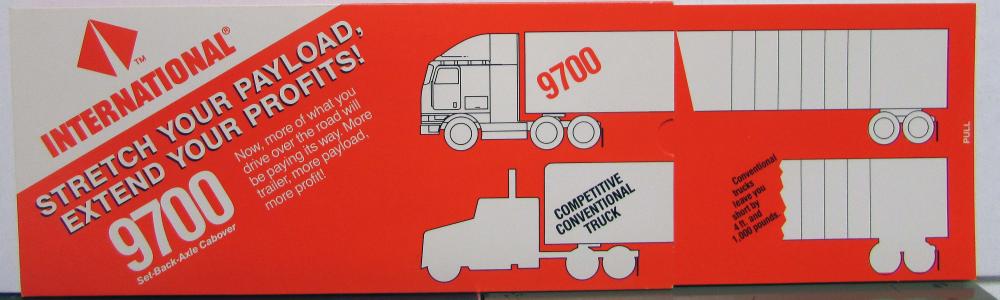 ™
INTERNATIONAL®
STRETCH YOUR PAYLOAD,
EXTEND YOUR PROFITS!
9700
Set-Back-Axle Cabover
Now, more of what you
drive over the road will
be paying its way. More
trailer, more payload,
more profit!
9700
COMPETITIVE
CONVENTIONAL
TRUCK
Conventional
trucks
leave you
short by
4 ft. and
1,000 pounds.
PULL